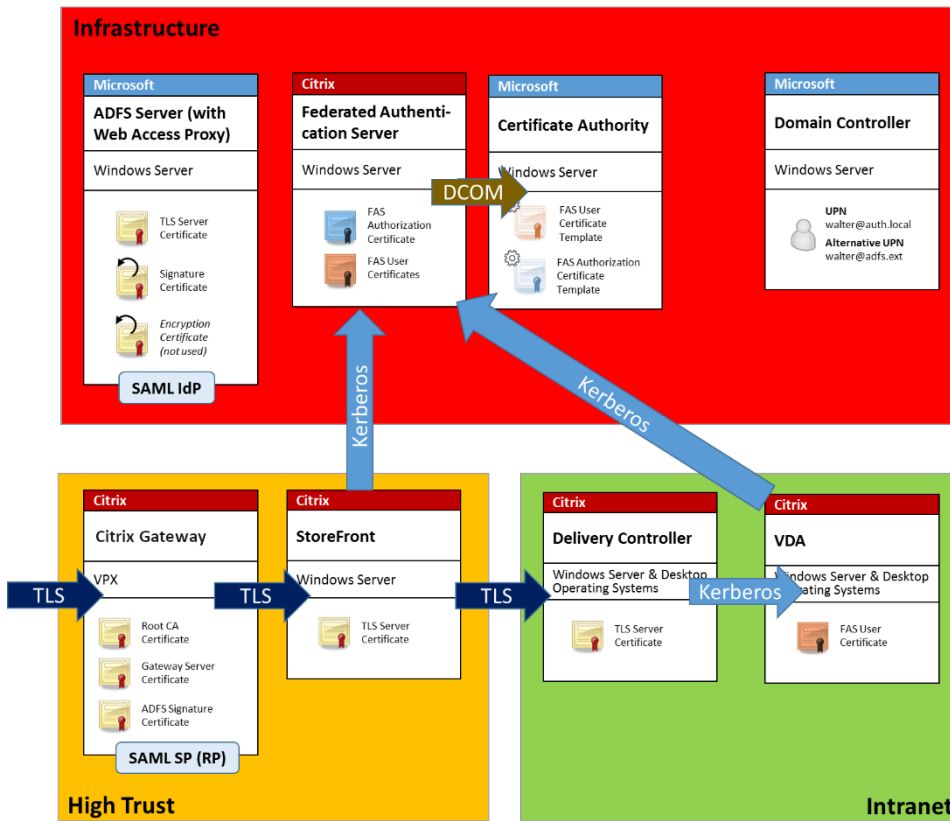 Infrastructure
Microsoft
ADFS Server (with
Web Access Proxy)
Windows Server
TLS Server
Certificate
Signature
Certificate
Encryption
Certificate
(not used)
SAML IdP
Citrix
Federated Authenti-
cation Server
Windows Server
FAS
Authorization
Certificate
FAS User
Certificates
DCOM
Microsoft
Certificate Authority
Windows Server
FAS User
Certificate
Template
FAS Authorization
Certificate
Template
Microsoft
Domain Controller
Windows Server
UPN
walter@auth.local
Alternative UPN
walter@adfs.ext
Kerberos
Kerberos
Citrix
Citrix Gateway
VPX
TLS
Root CA
Certificate
Gateway Server
Certificate
ADFS Signature
Certificate
SAML SP (RP)
TLS
Citrix
StoreFront
Windows Server
TLS Server
Certificate
High Trust
TLS
Citrix
Delivery Controller
Windows Server & Desktop
Operating Systems
TLS Server
Certificate
Kerberos
Citrix
VDA
Windows Server & Desktop
rating Systems
FAS User
Certificate
Intranet